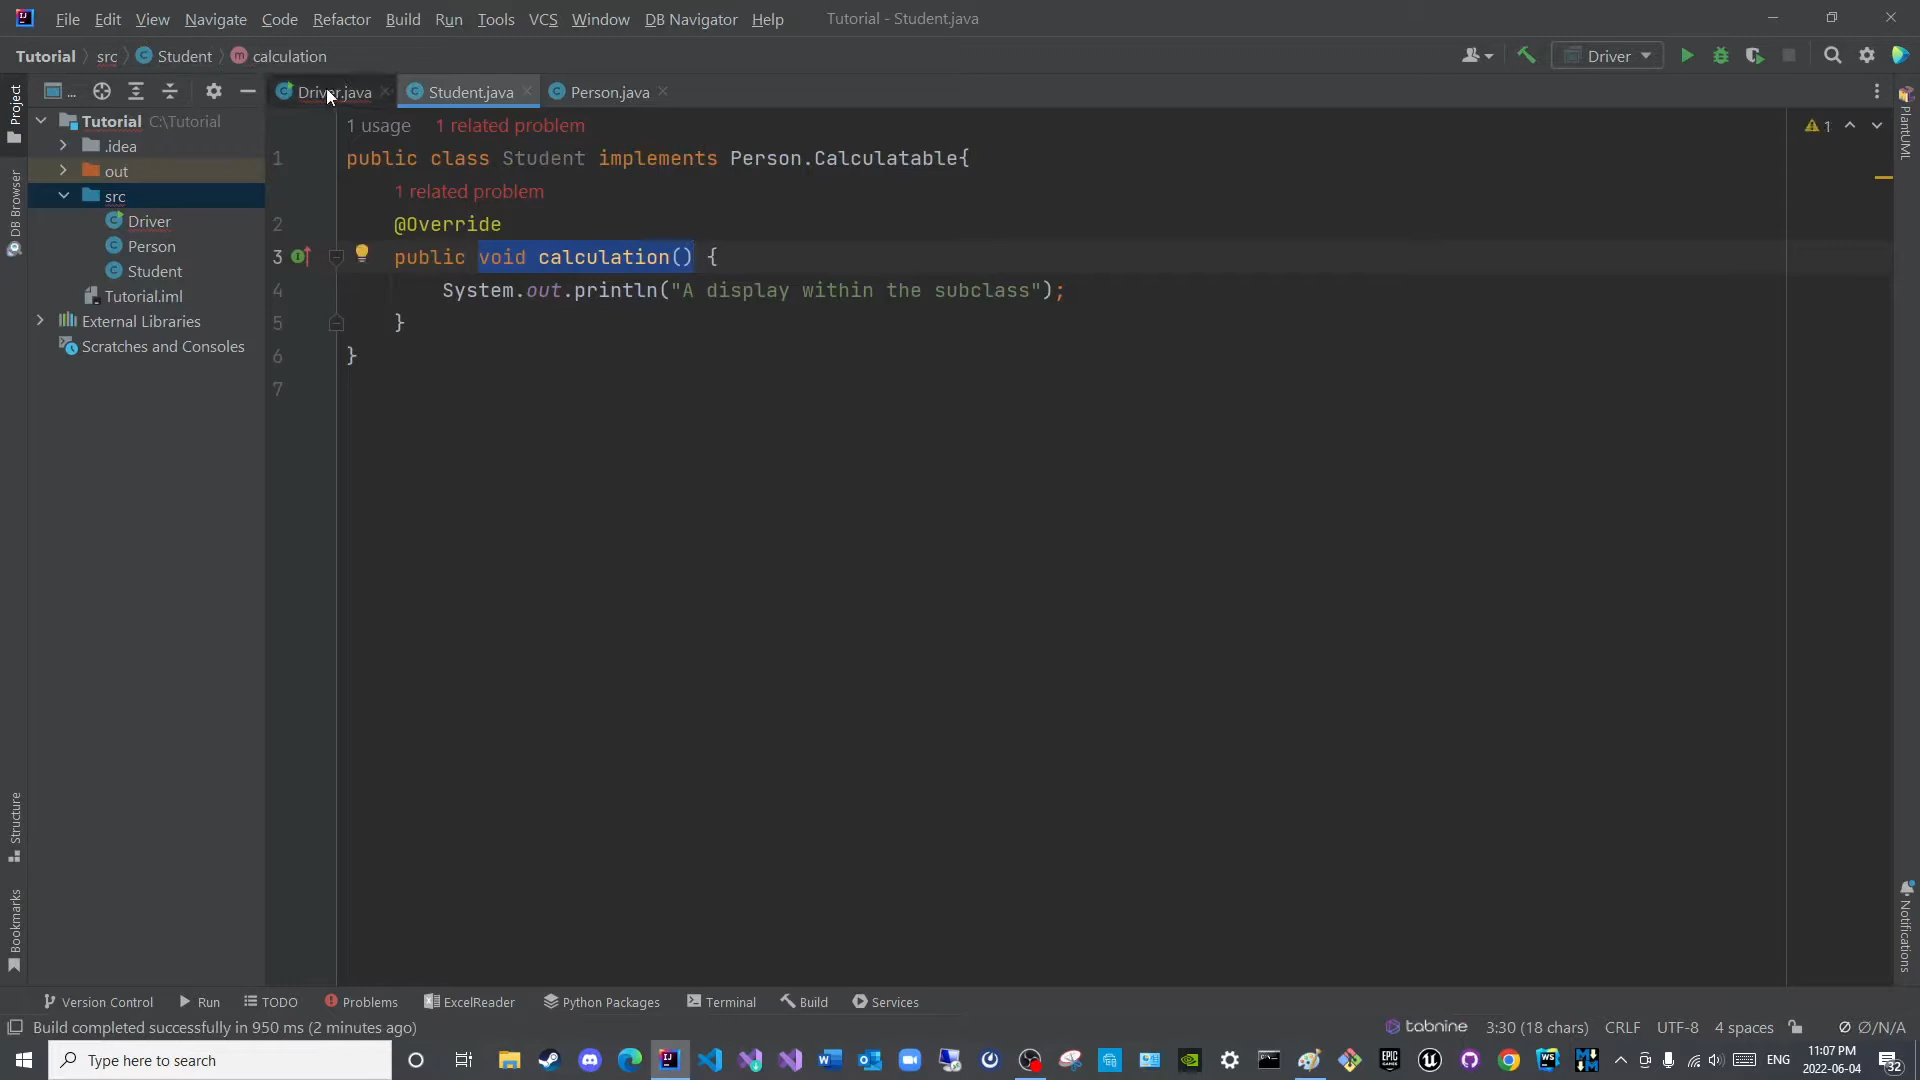 File Edit View Navigate Code Refactor Build Run Tools VCS Window DB Navigator Help Tutorial - Student.java
Tutorial src Student calculation Driver
Project
... Driver.java Student.java Person.java
Tutorial C:\Tutorial
.idea
out
src
Driver
Person
Student
Tutorial.iml
External Libraries
Scratches and Consoles
DB Browser
Structure
Bookmarks
1 usage 1 related problem
1 public class Student implements Person.Calculatable{
1 related problem
2 @Override
3 public void calculation() {
4 System.out.println("A display within the subclass");
5 }
6 }
7
1
PlantUML
Notifications
Version Control Run TODO Problems ExcelReader Python Packages Terminal Build Services
Build completed successfully in 950 ms (2 minutes ago) tabnine 3:30 (18 chars) CRLF UTF-8 4 spaces Ø/N/A
Type here to search ENG 11:07 PM
2022-06-04
32